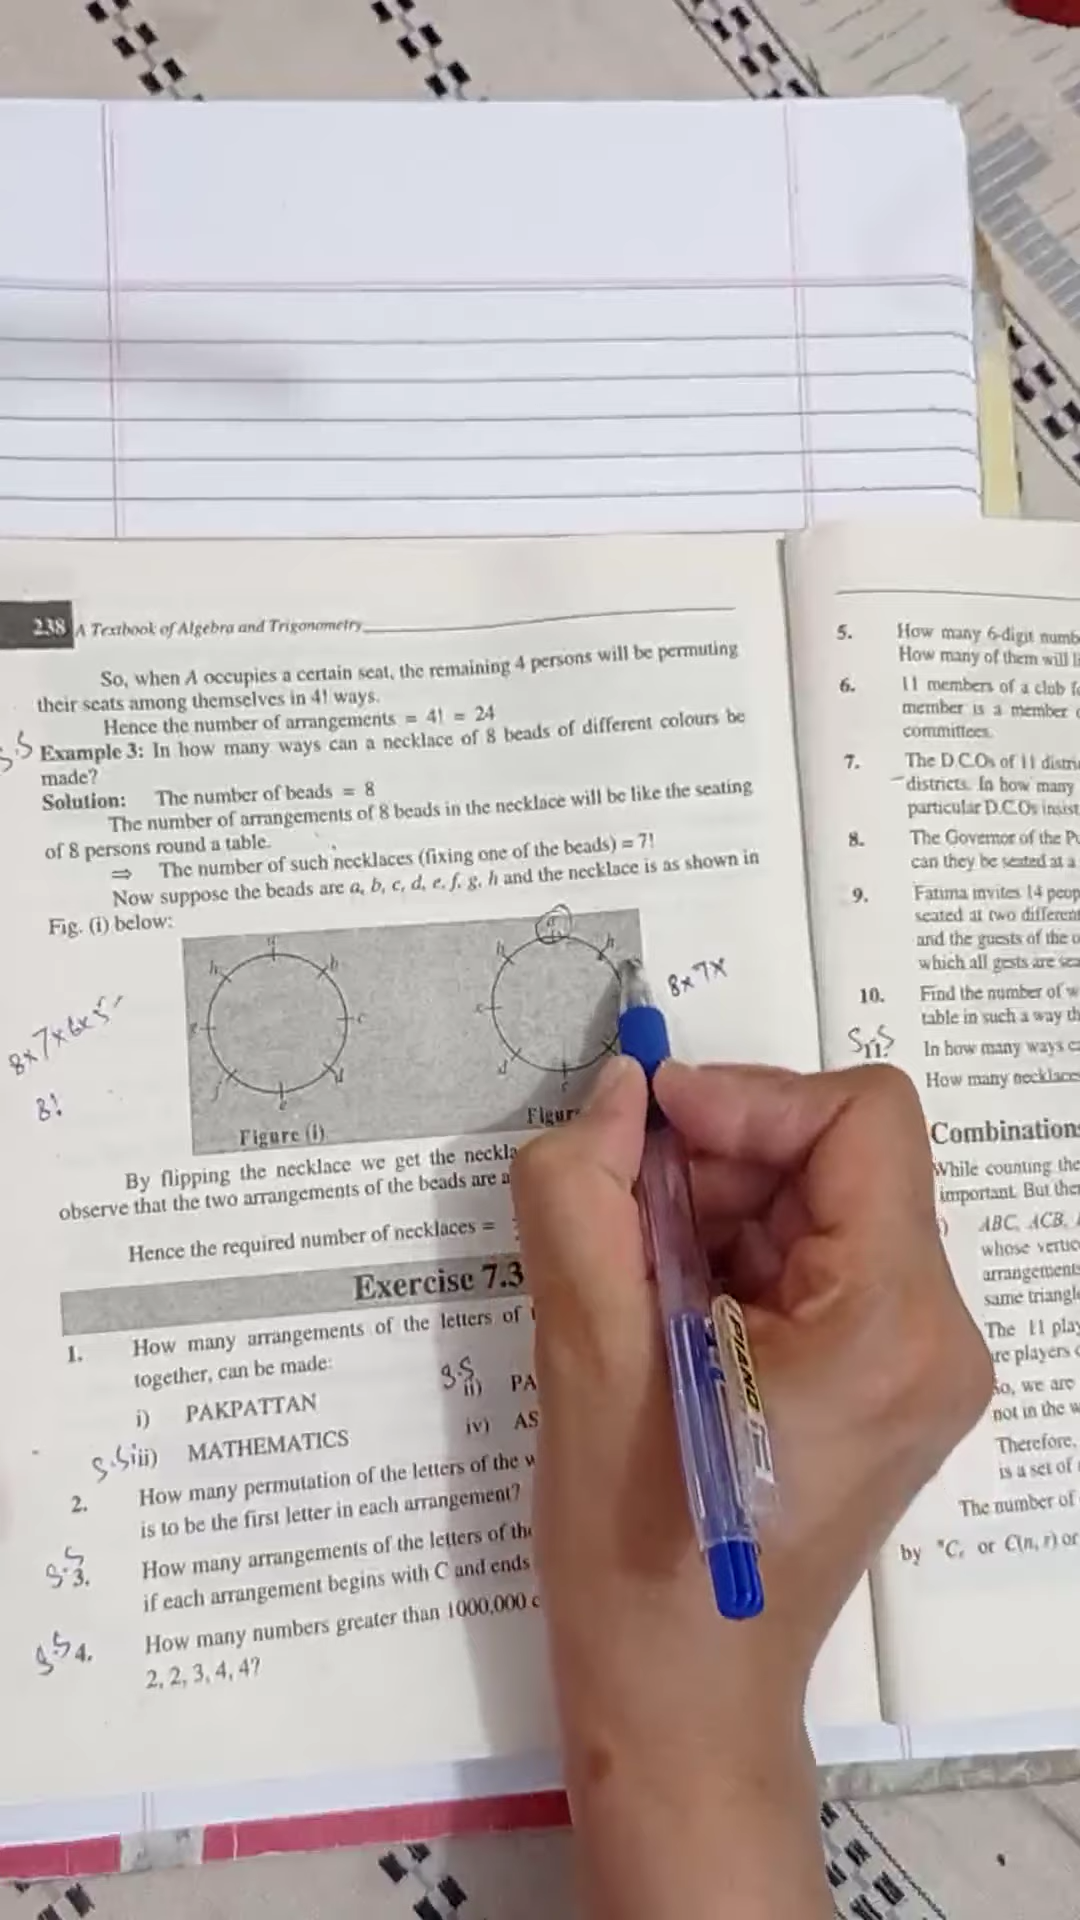 238 A Textbook of Algebra and Trigonometry
So, when A occupies a certain seat, the remaining 4 persons will be permuting
their seats among themselves in 4! ways.
Hence the number of arrangements = 4! = 24
S.S Example 3: In how many ways can a necklace of 8 beads of different colours be
made?
Solution: The number of beads = 8
The number of arrangements of 8 beads in the necklace will be like the seating
of 8 persons round a table.
⇒ The number of such necklaces (fixing one of the beads) = 7!
Now suppose the beads are a, b, c, d, e, f, g, h and the necklace is as shown in
Fig. (i) below:
a
h b
g c
f d
e
Figure (i)
a
b h
c
d
e
Figur
8×7×6×5
8!
8×7×
By flipping the necklace we get the neckla
observe that the two arrangements of the beads are a
Hence the required number of necklaces =
Exercise 7.3
1. How many arrangements of the letters of
together, can be made:
i) PAKPATTAN
S.S ii) PA
S.S iii) MATHEMATICS
iv) AS
2. How many permutation of the letters of the w
is to be the first letter in each arrangement?
S.S 3. How many arrangements of the letters of the
if each arrangement begins with C and ends
S.S 4. How many numbers greater than 1000,000 c
2, 2, 3, 4, 4?
5. How many 6-digit numb
How many of them will
6. 11 members of a club
member is a member
committees.
7. The D.C.Os of 11 distri
districts. In how many
particular D.C.Os insist
8. The Governor of the Pu
can they be seated at a
9. Fatima invites 14 peop
seated at two different
and the guests of the o
which all gests are sea
10. Find the number of w
table in such a way th
S.S 11. In how many ways
How many necklaces
Combination
While counting the
important. But ther
ABC, ACB,
whose vertic
arrangement
same triangle
The 11 play
are players
So, we are
not in the w
Therefore,
is a set of
The number of
by ⁿCᵣ or C(n, r) or
PIANO